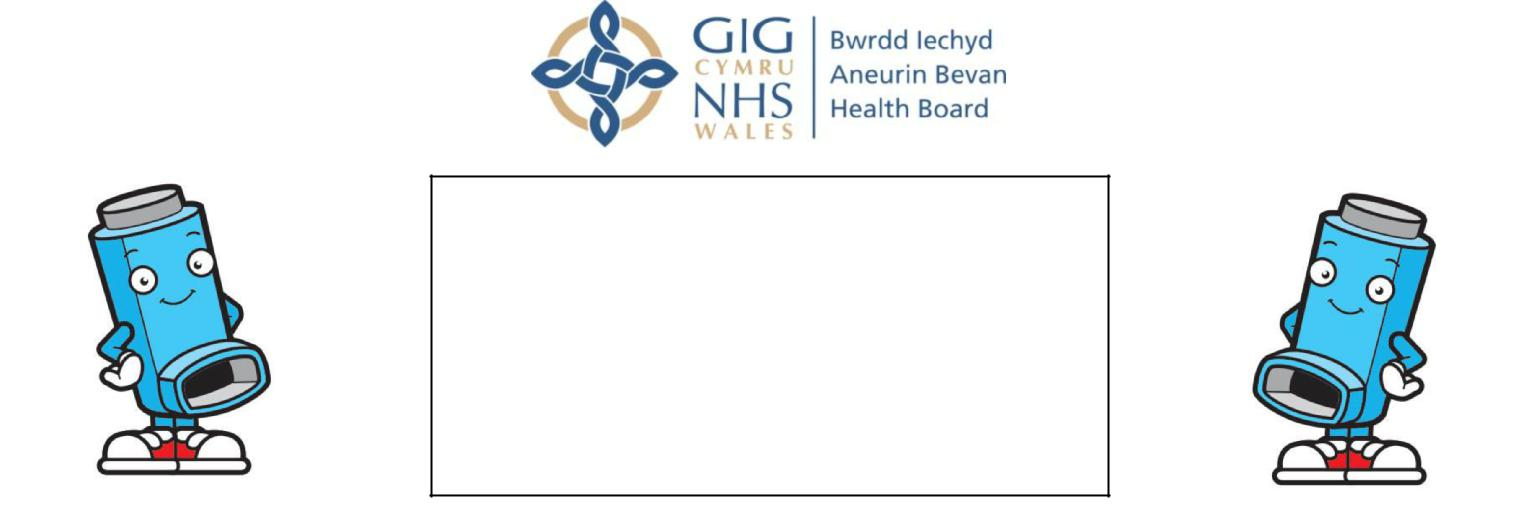 GIG
CYMRU
NHS
WALES
Bwrdd Iechyd
Aneurin Bevan
Health Board